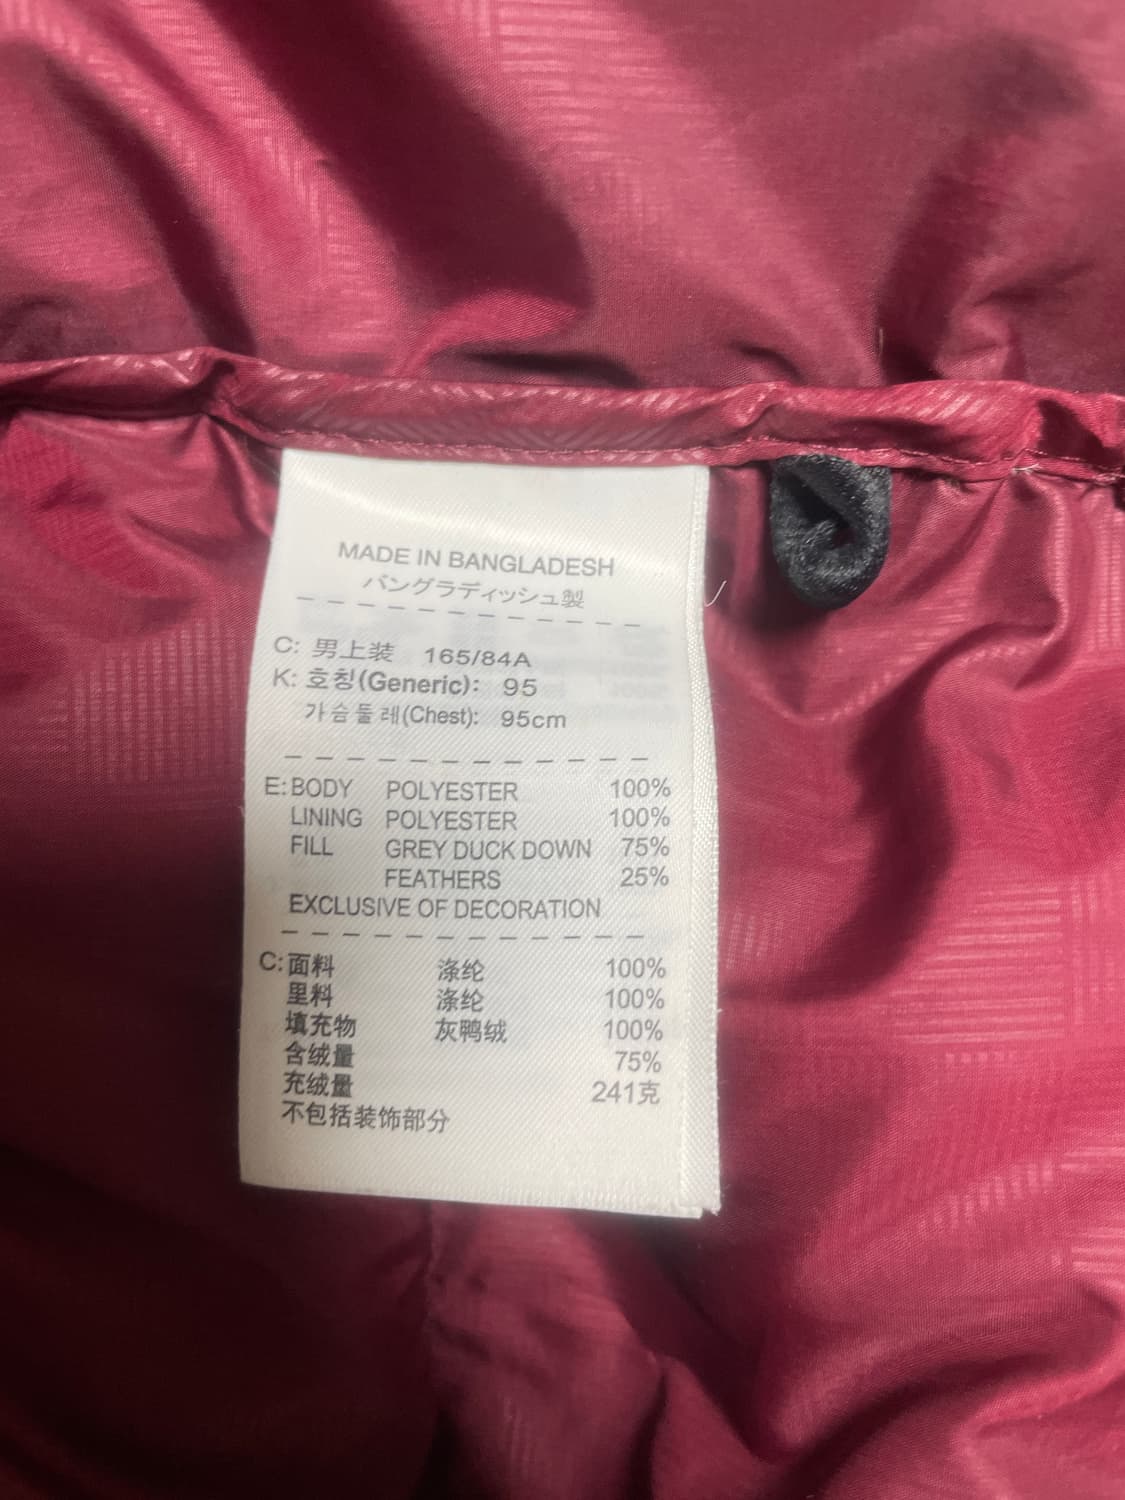 MADE IN BANGLADESH
バングラディッシュ製
C: 男上装 165/84A
K: 호칭(Generic): 95
가슴둘레(Chest): 95cm
E: BODY POLYESTER 100%
LINING POLYESTER 100%
FILL GREY DUCK DOWN 75%
FEATHERS 25%
EXCLUSIVE OF DECORATION
C: 面料 涤纶 100%
里料 涤纶 100%
填充物 灰鸭绒 100%
含绒量 75%
充绒量 241克
不包括装饰部分